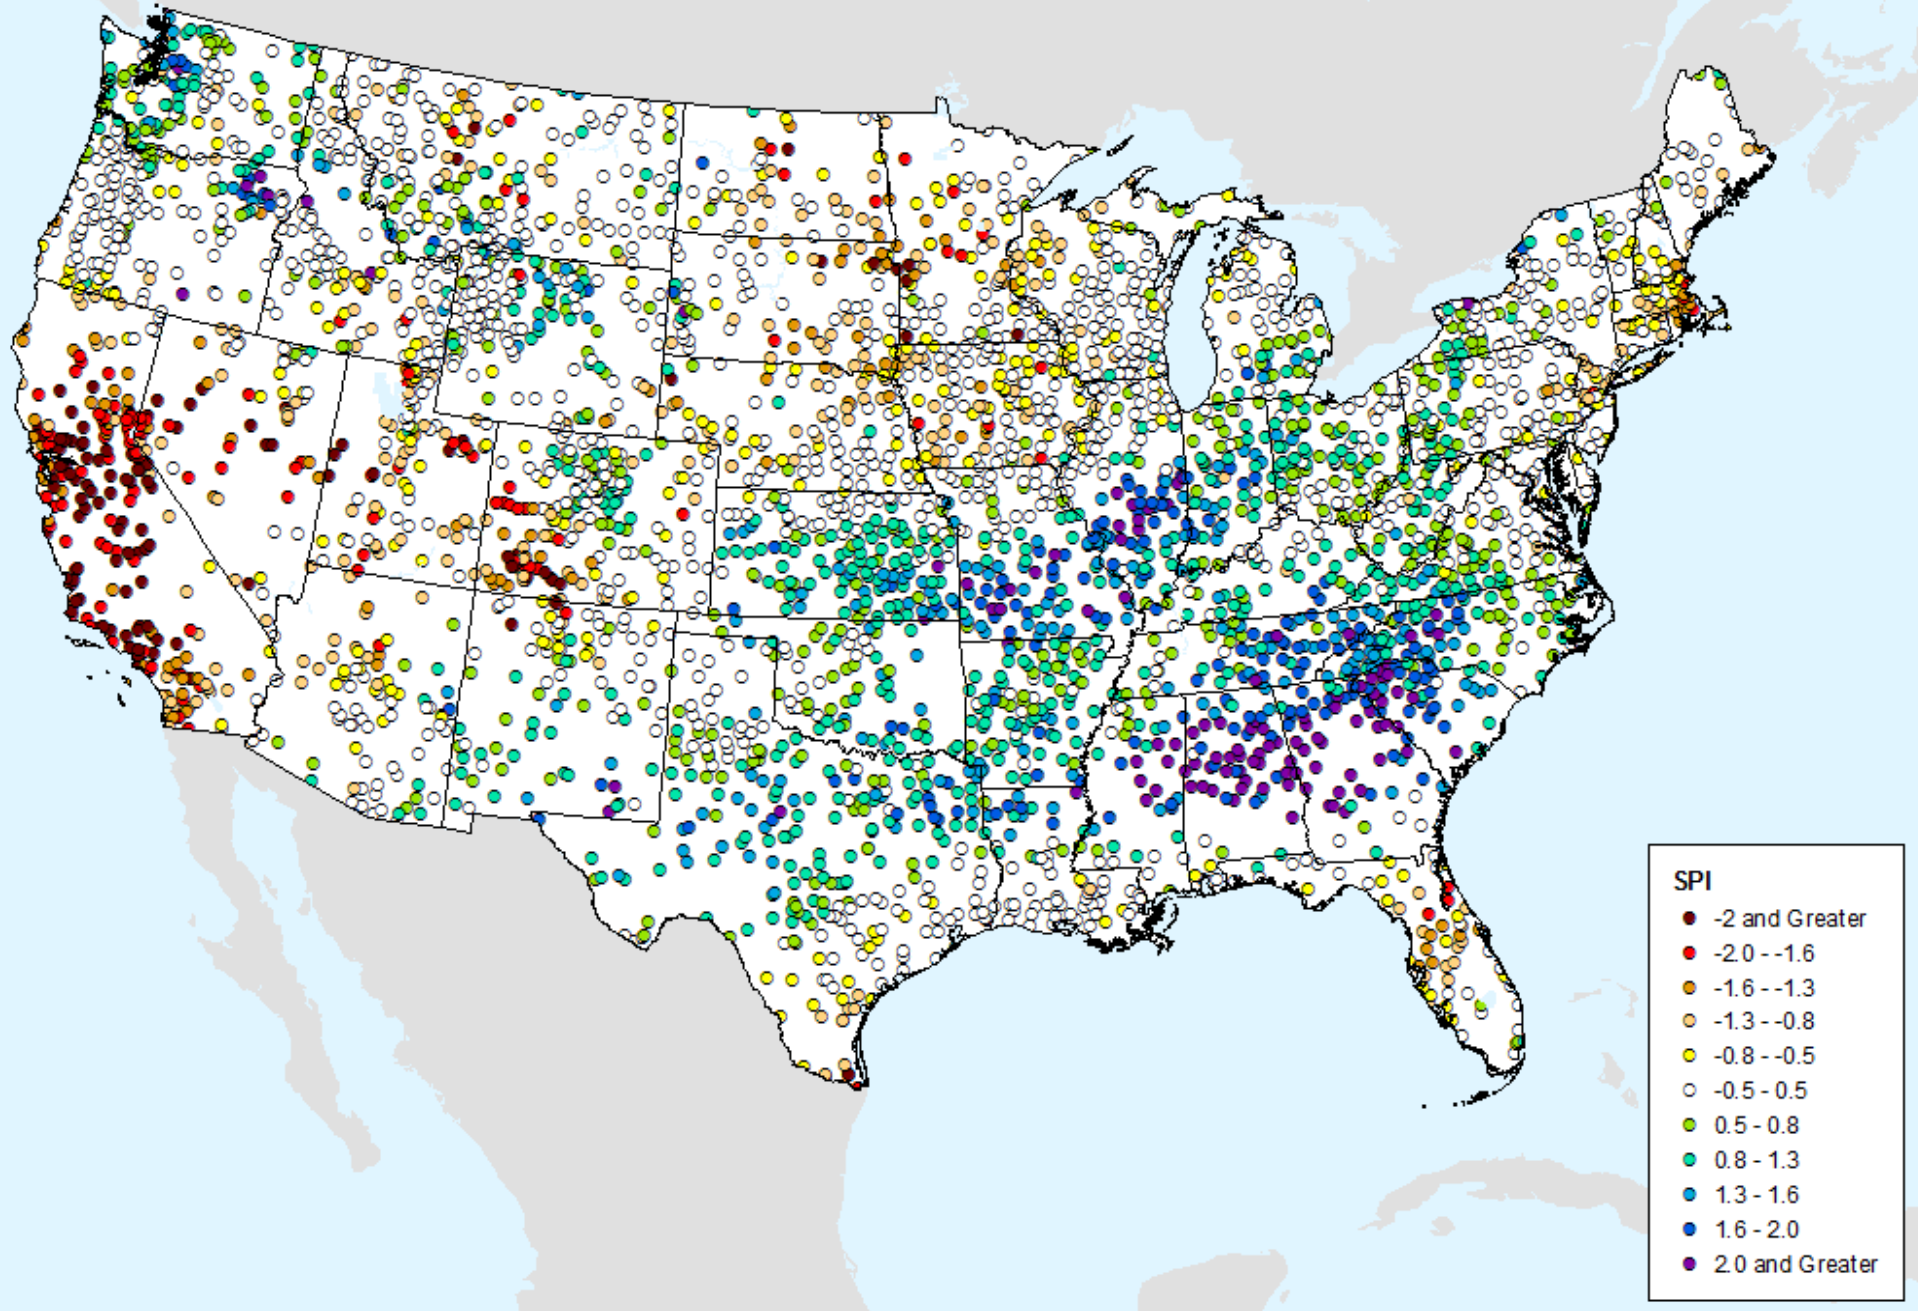 SPI
-2 and Greater
-2.0 - -1.6
-1.6 - -1.3
-1.3 - -0.8
-0.8 - -0.5
-0.5 - 0.5
0.5 - 0.8
0.8 - 1.3
1.3 - 1.6
1.6 - 2.0
2.0 and Greater